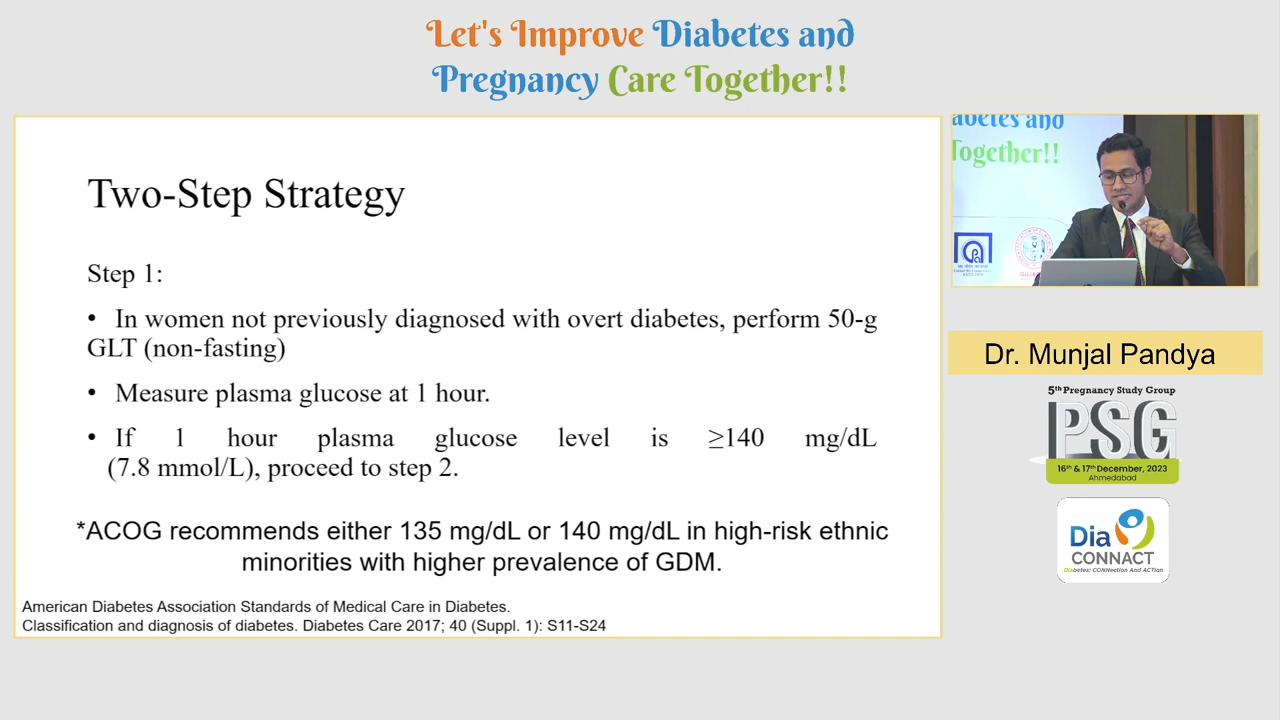 Let's Improve Diabetes and
Pregnancy Care Together!!
Two-Step Strategy
Step 1:
• In women not previously diagnosed with overt diabetes, perform 50-g
GLT (non-fasting)
• Measure plasma glucose at 1 hour.
• If 1 hour plasma glucose level is ≥140 mg/dL
(7.8 mmol/L), proceed to step 2.
*ACOG recommends either 135 mg/dL or 140 mg/dL in high-risk ethnic
minorities with higher prevalence of GDM.
American Diabetes Association Standards of Medical Care in Diabetes.
Classification and diagnosis of diabetes. Diabetes Care 2017; 40 (Suppl. 1): S11-S24
abetes and
Together!!
Dr. Munjal Pandya
5th Pregnancy Study Group
PSG
16th & 17th December, 2023
Ahmedabad
Dia
CONNACT
Diabetes: CONNection And ACTion